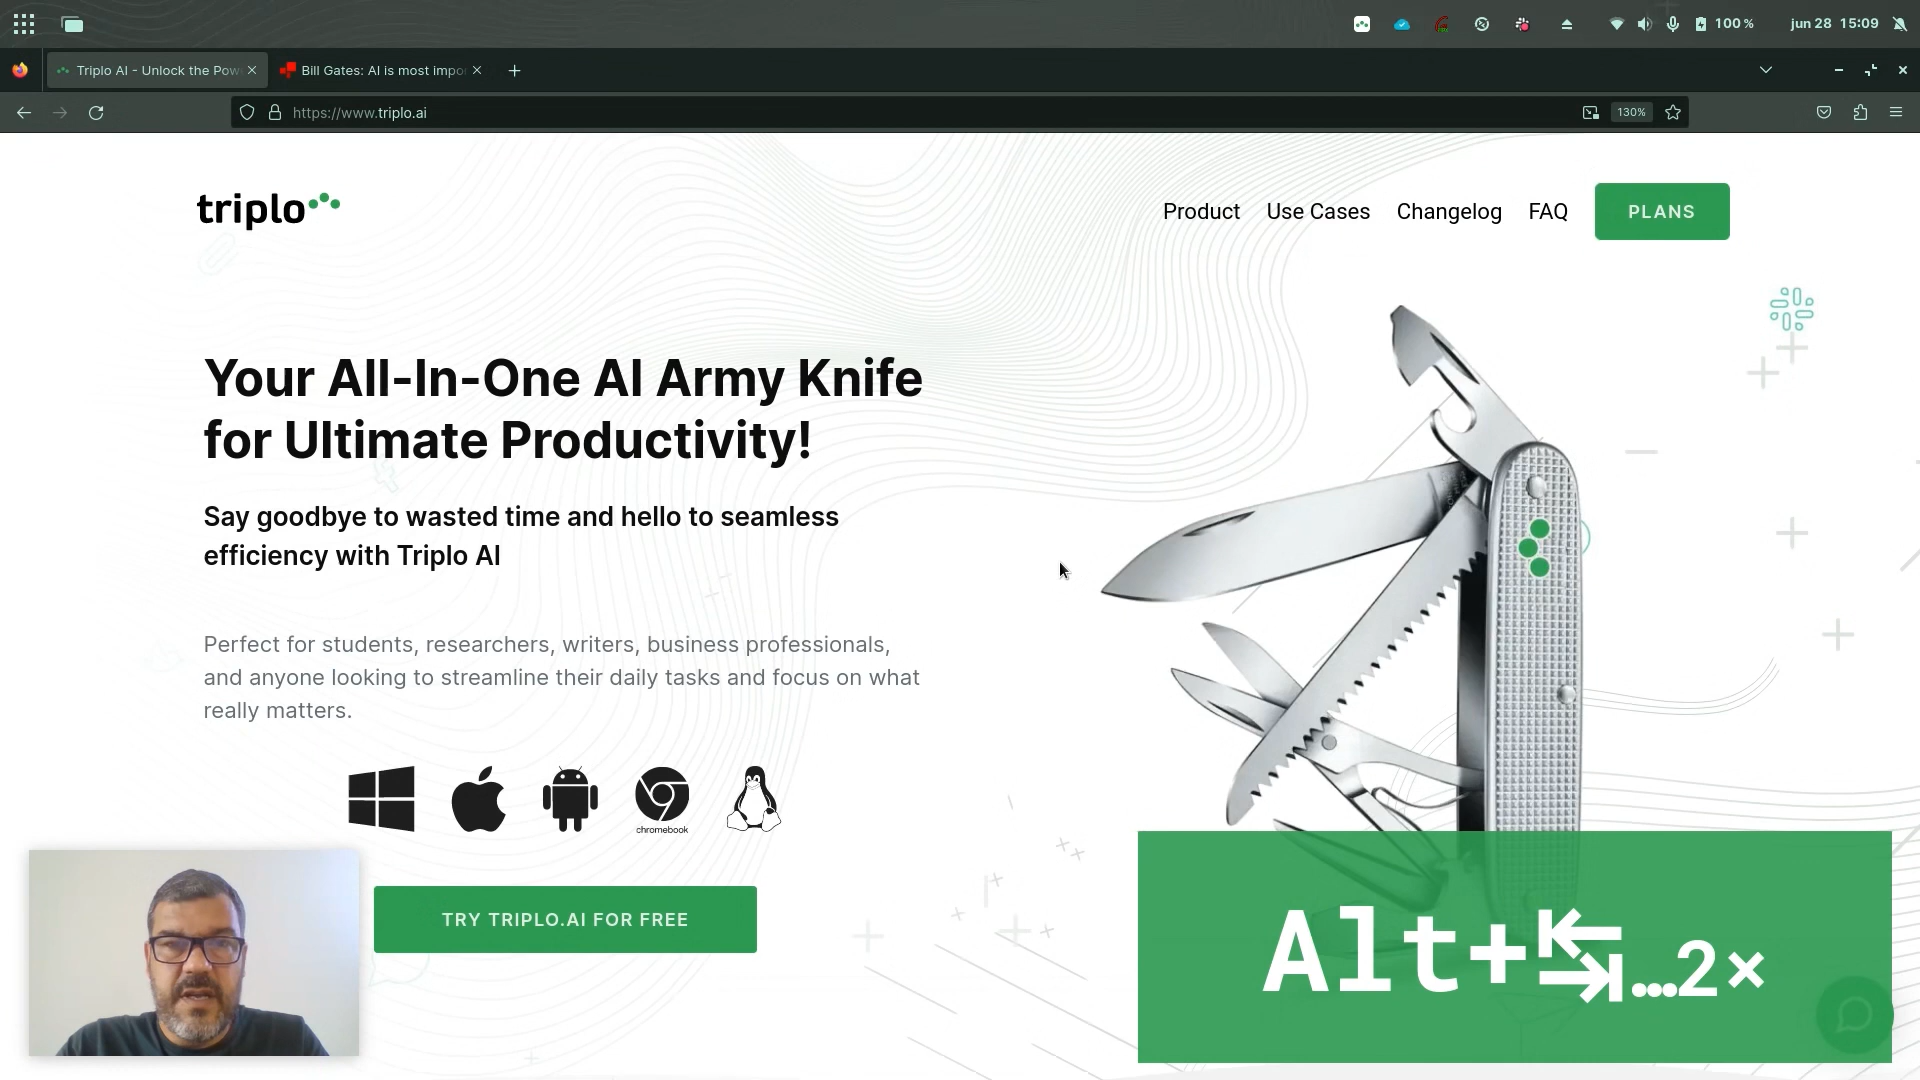 100 %
jun 28 15:09
Triplo AI - Unlock the Pow
Bill Gates: AI is most impo
https://www.triplo.ai
130%
triplo
Product
Use Cases
Changelog
FAQ
PLANS
Your All-In-One AI Army Knife
for Ultimate Productivity!
Say goodbye to wasted time and hello to seamless
efficiency with Triplo AI
Perfect for students, researchers, writers, business professionals,
and anyone looking to streamline their daily tasks and focus on what
really matters.
chromebook
TRY TRIPLO.AI FOR FREE
Alt+↹…2×